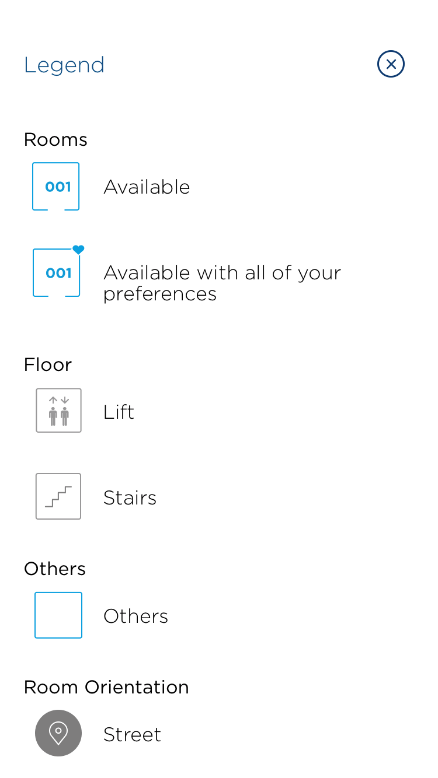 Legend
Rooms
001
Available
001
Available with all of your
preferences
Floor
Lift
Stairs
Others
Others
Room Orientation
Street